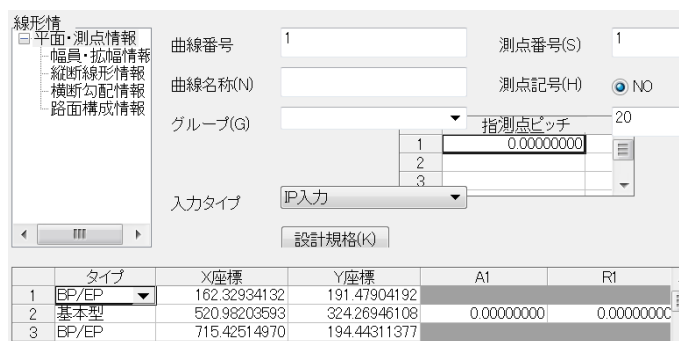 線形情
平面・測点情報
幅員・拡幅情報
縦断線形情報
横断勾配情報
路面構成情報
曲線番号 1 測点番号(S) 1
曲線名称(N) 測点記号(H) NO
グループ(G) 指測点ピッチ 20
1 0.00000000
2
3
入力タイプ IP入力
設計規格(K)
タイプ X座標 Y座標 A1 R1
1 BP/EP 162.32934132 191.47904192
2 基本型 520.98203593 324.26946108 0.00000000 0.00000000
3 BP/EP 715.42514970 194.44311377